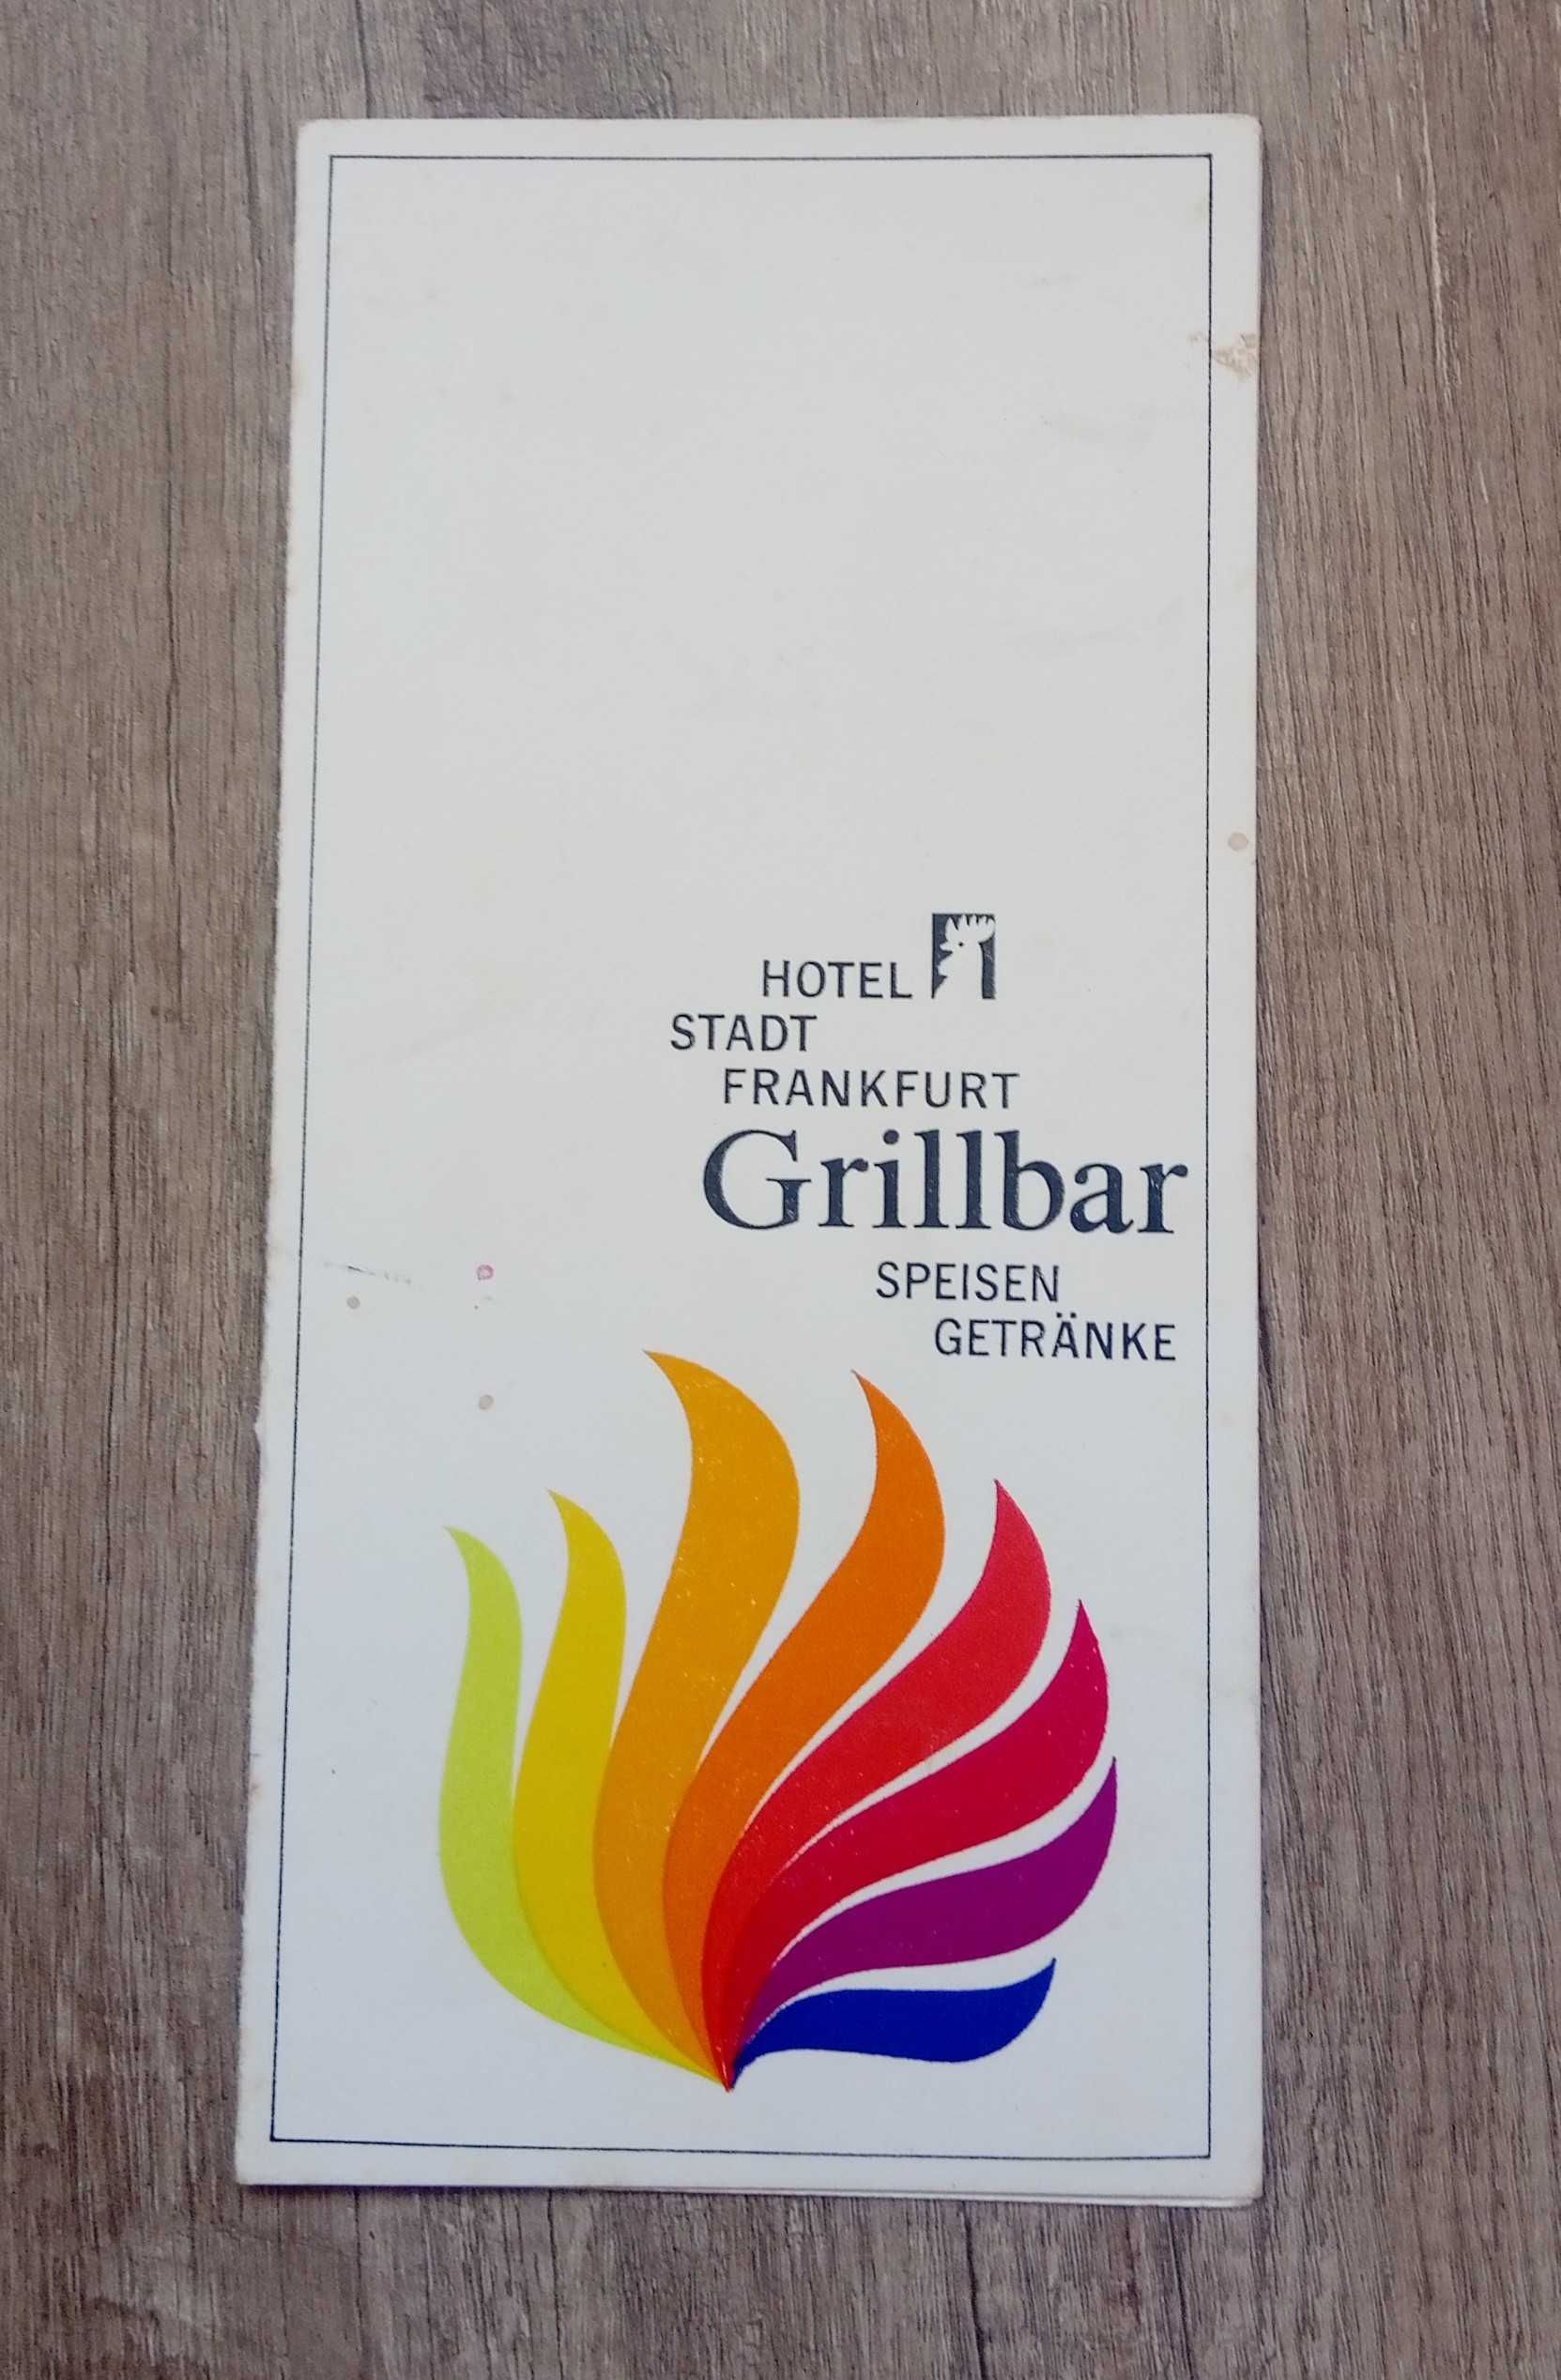 HOTEL
STADT
FRANKFURT
Grillbar
SPEISEN
GETRÄNKE